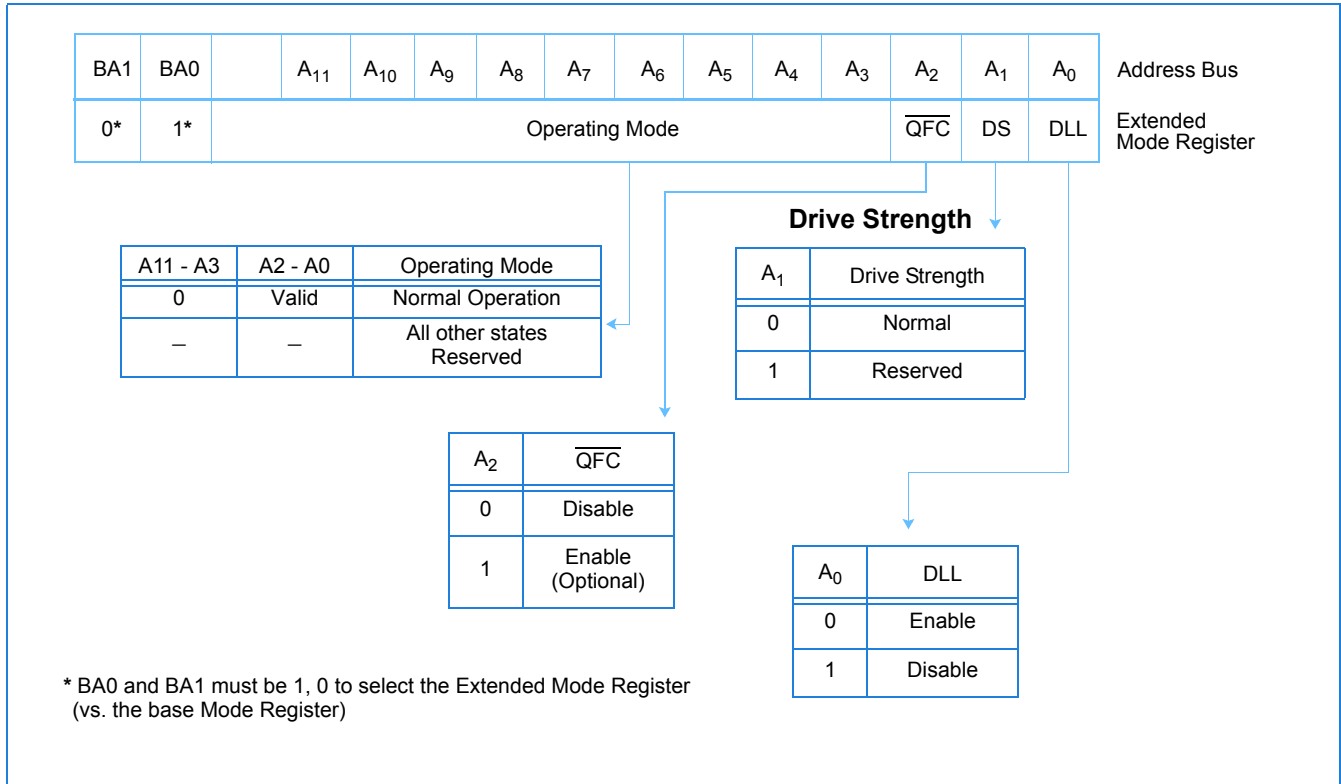 BA1 BA0 A11 A10 A9 A8 A7 A6 A5 A4 A3 A2 A1 A0 Address Bus
0* 1* Operating Mode QFC DS DLL Extended
Mode Register
Drive Strength
A11 - A3 A2 - A0 Operating Mode
0 Valid Normal Operation
– – All other states
Reserved
A1 Drive Strength
0 Normal
1 Reserved
A2 QFC
0 Disable
1 Enable
(Optional)
A0 DLL
0 Enable
1 Disable
* BA0 and BA1 must be 1, 0 to select the Extended Mode Register
(vs. the base Mode Register)